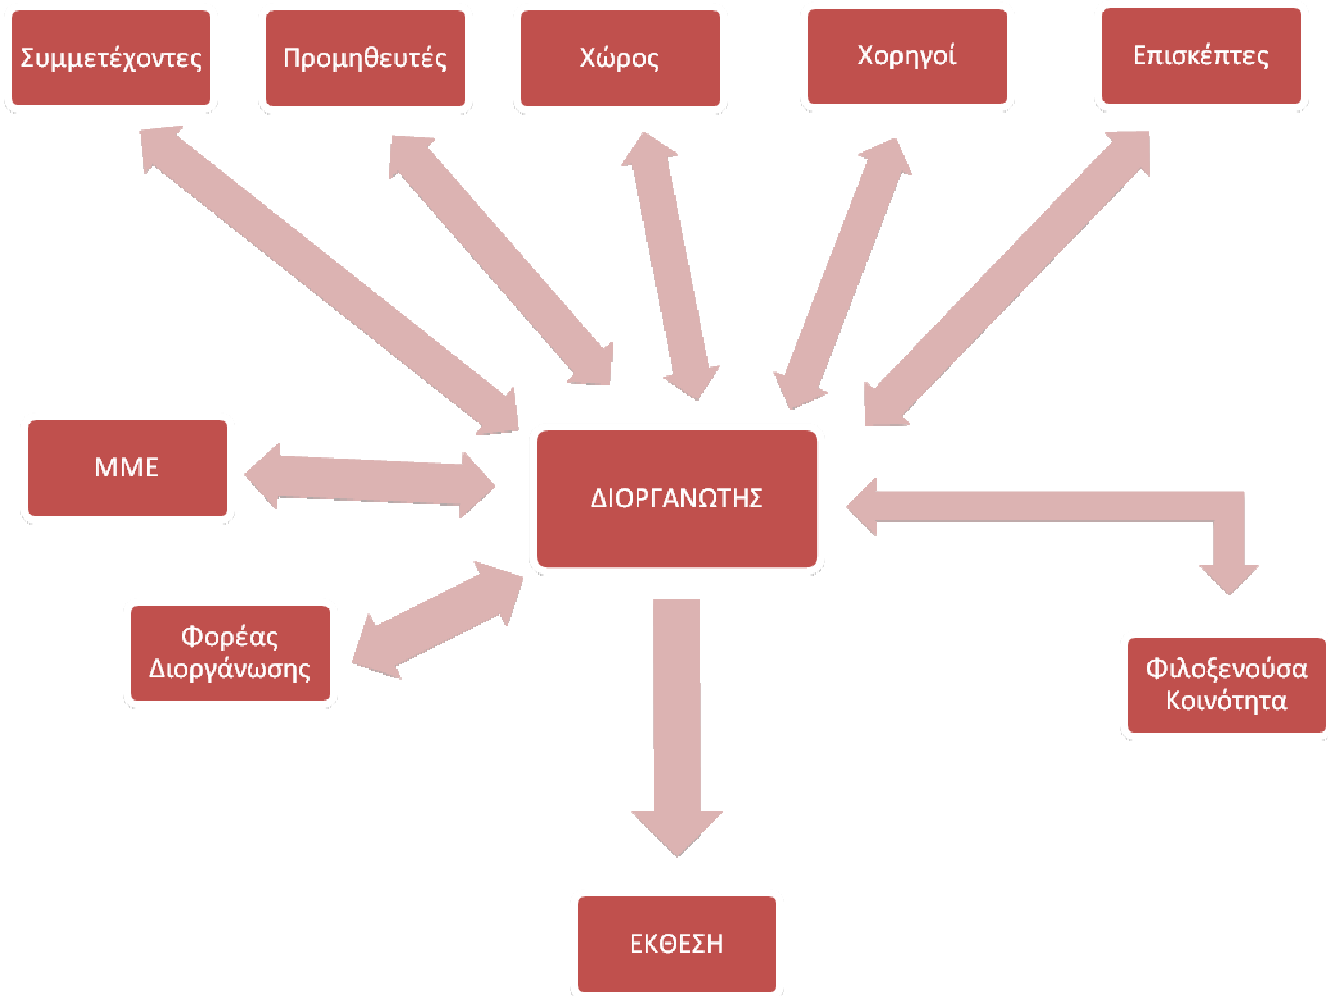 Συμμετέχοντες
Προμηθευτές
Χώρος
Χορηγοί
Επισκέπτες
ΜΜΕ
ΔΙΟΡΓΑΝΩΤΗΣ
Φορέας
Διοργάνωσης
Φιλοξενούσα
Κοινότητα
ΕΚΘΕΣΗ